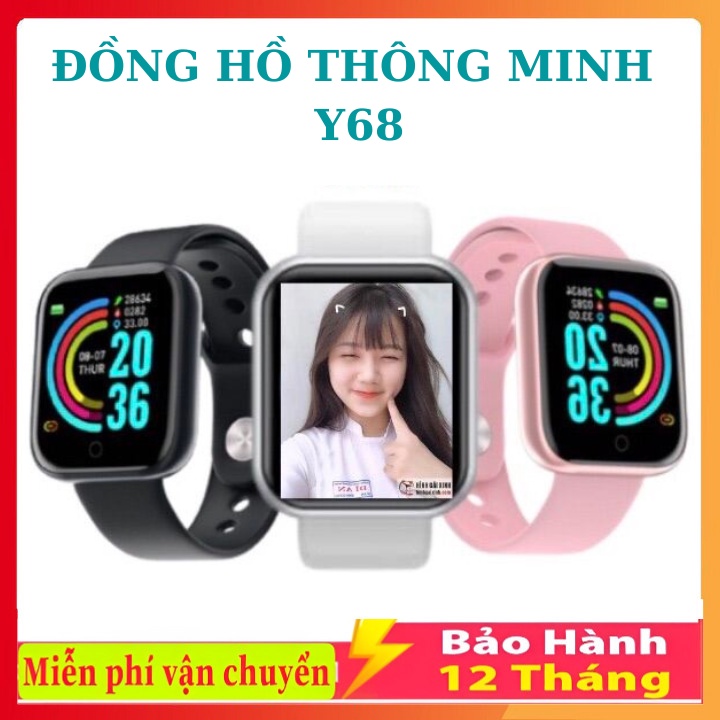 ĐỒNG HỒ THÔNG MINH
Y68
28634
0282
33.00
08-07
THUR
20
36
28634
0282
33.00
08-07
THUR
20
36
Miễn phí vận chuyển
Bảo Hành
12 Tháng